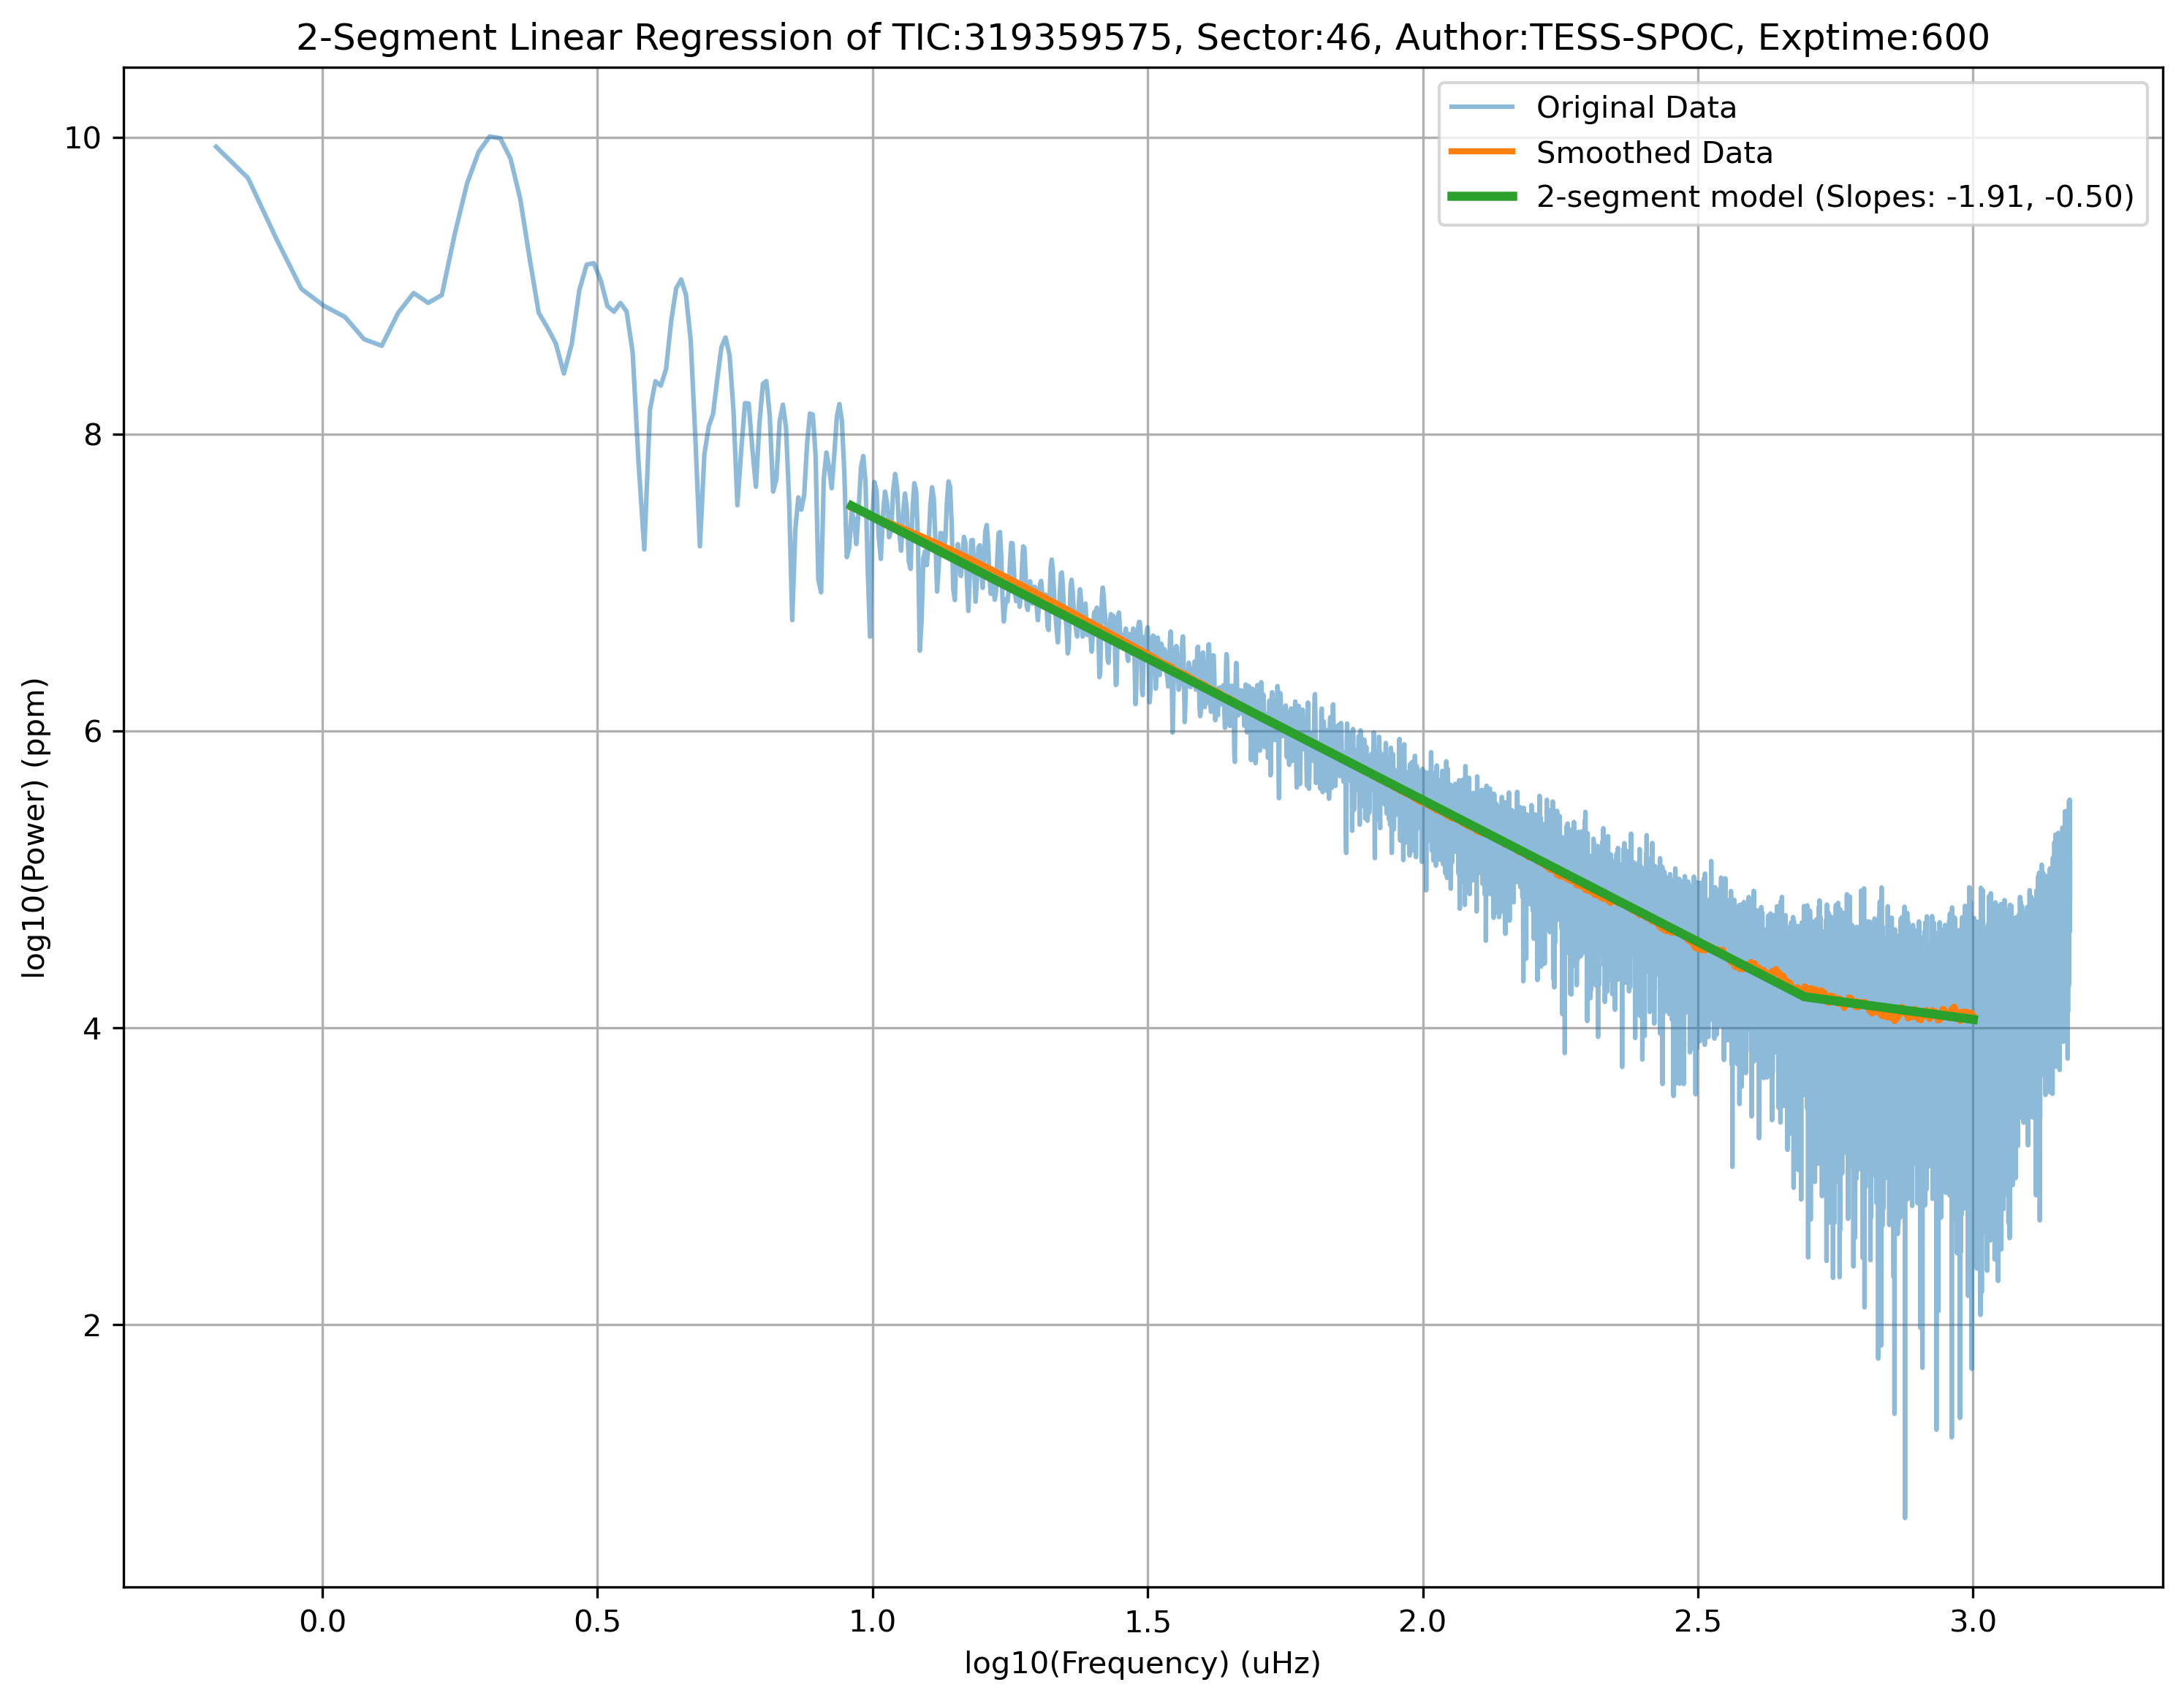 2-Segment Linear Regression of TIC:319359575, Sector:46, Author:TESS-SPOC, Exptime:600
Original Data
Smoothed Data
2-segment model (Slopes: -1.91, -0.50)
10
8
6
4
2
log10(Power) (ppm)
0.0 0.5 1.0 1.5 2.0 2.5 3.0
log10(Frequency) (uHz)